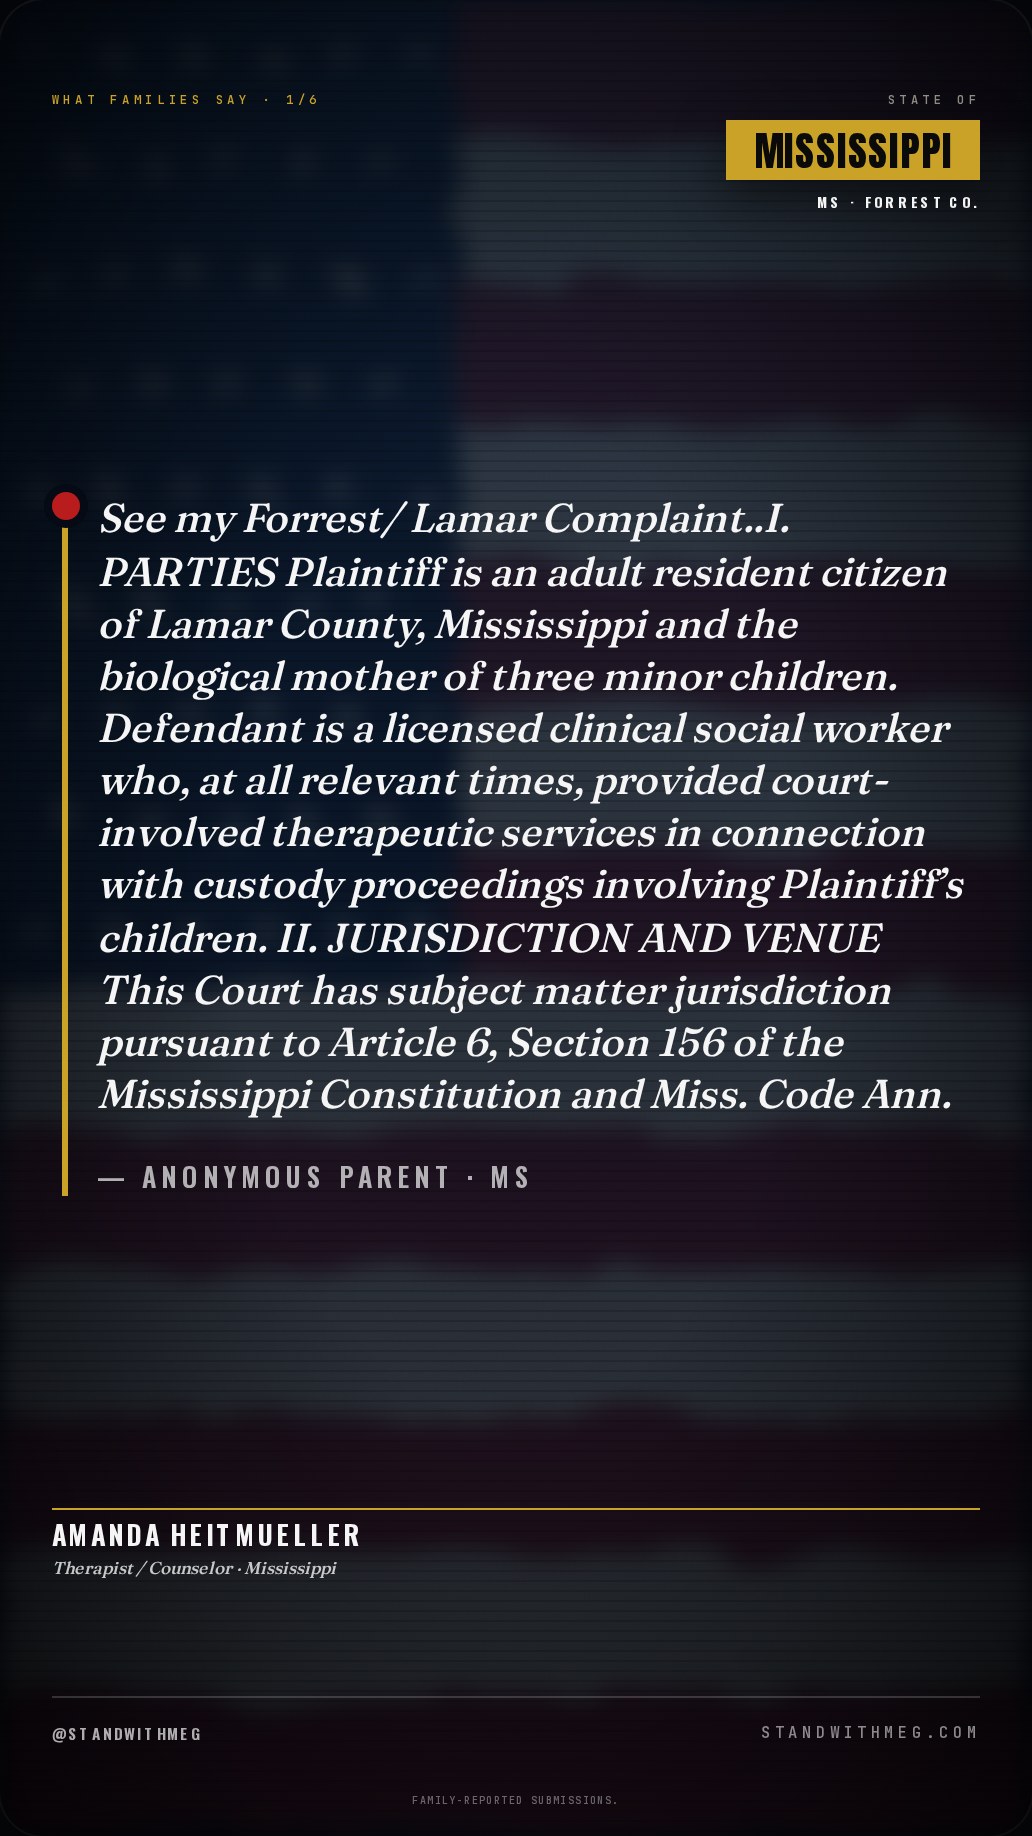 WHAT FAMILIES SAY · 1/6
STATE OF
MISSISSIPPI
MS · FORREST CO.
See my Forrest/ Lamar Complaint..I.
PARTIES Plaintiff is an adult resident citizen
of Lamar County, Mississippi and the
biological mother of three minor children.
Defendant is a licensed clinical social worker
who, at all relevant times, provided court-
involved therapeutic services in connection
with custody proceedings involving Plaintiff’s
children. II. JURISDICTION AND VENUE
This Court has subject matter jurisdiction
pursuant to Article 6, Section 156 of the
Mississippi Constitution and Miss. Code Ann.
— ANONYMOUS PARENT · MS
AMANDA HEITMUELLER
Therapist / Counselor · Mississippi
@STANDWITHMEG
STANDWITHMEG.COM
FAMILY-REPORTED SUBMISSIONS.